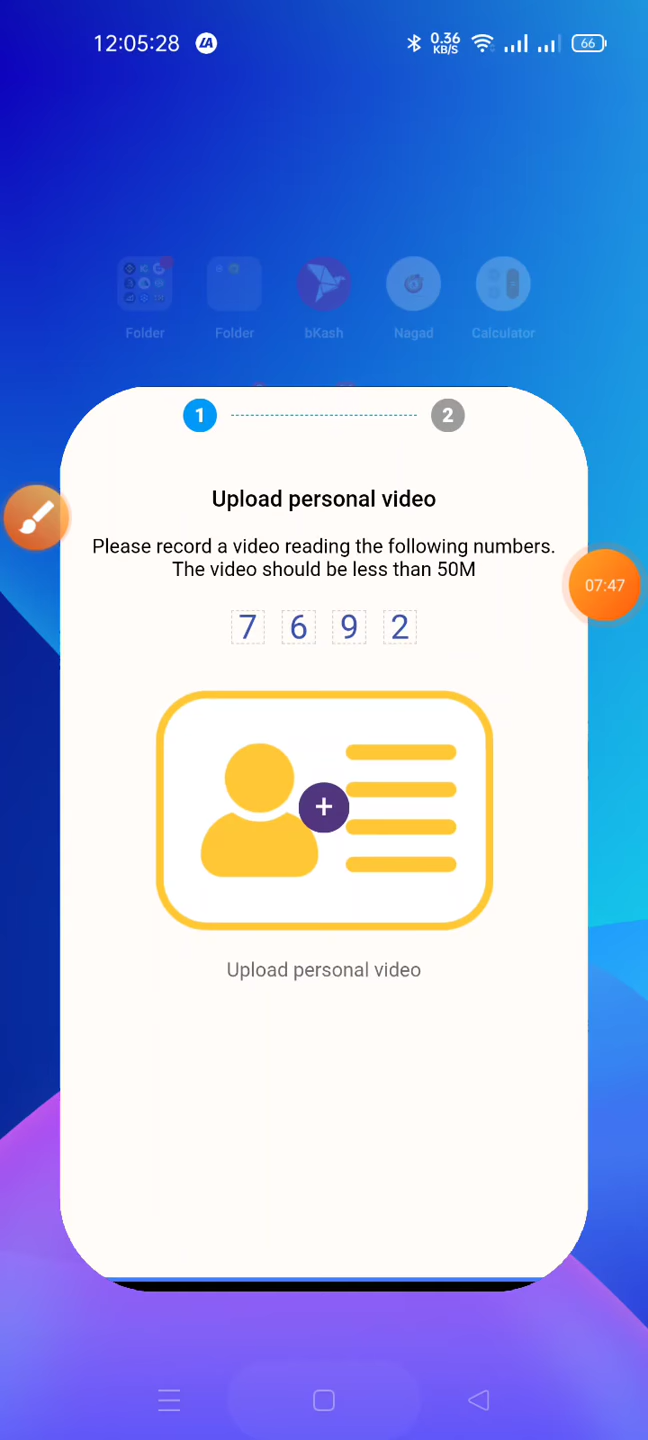 12:05:28
0.36
KB/S
66
Folder
Folder
bKash
Nagad
Calculator
1
2
Upload personal video
Please record a video reading the following numbers.
The video should be less than 50M
07:47
7 6 9 2
+
Upload personal video